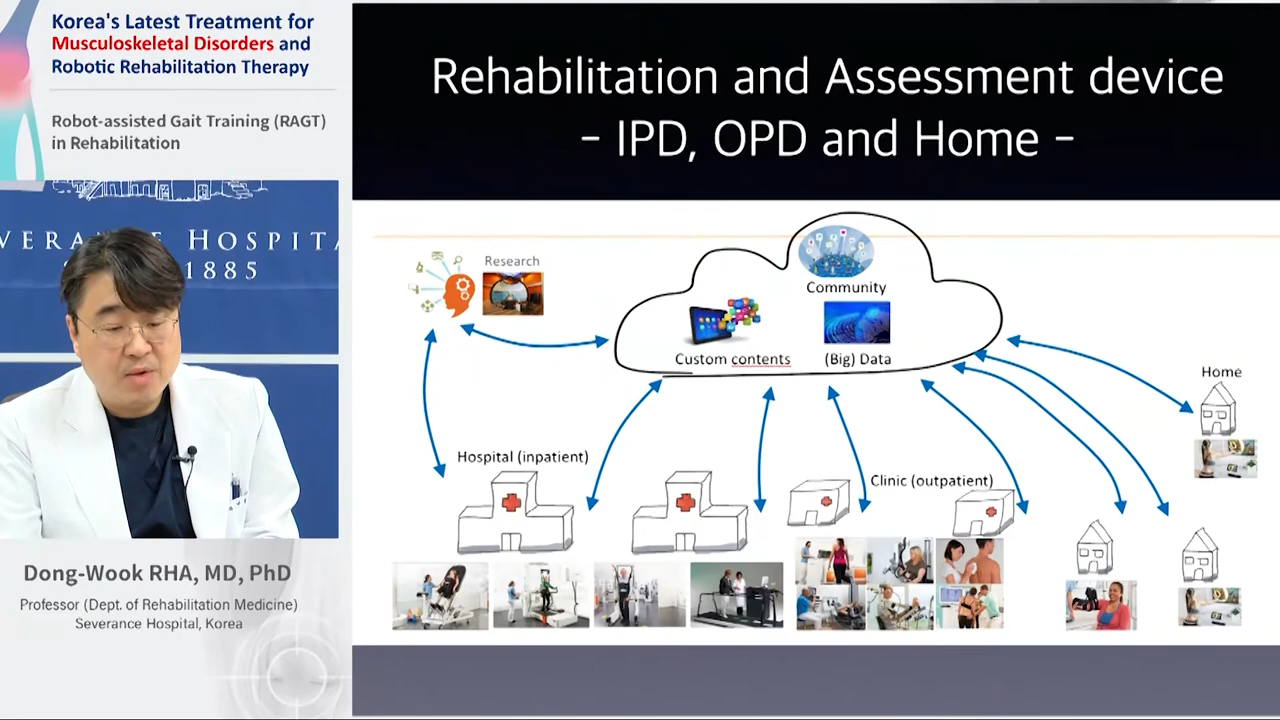 Korea's Latest Treatment for
Musculoskeletal Disorders and
Robotic Rehabilitation Therapy
Robot-assisted Gait Training (RAGT)
in Rehabilitation
VERANCE HOSPITA
1885
Dong-Wook RHA, MD, PhD
Professor (Dept. of Rehabilitation Medicine)
Severance Hospital, Korea
Rehabilitation and Assessment device
– IPD, OPD and Home –
Research
Community
Custom contents
(Big) Data
Home
Hospital (inpatient)
Clinic (outpatient)